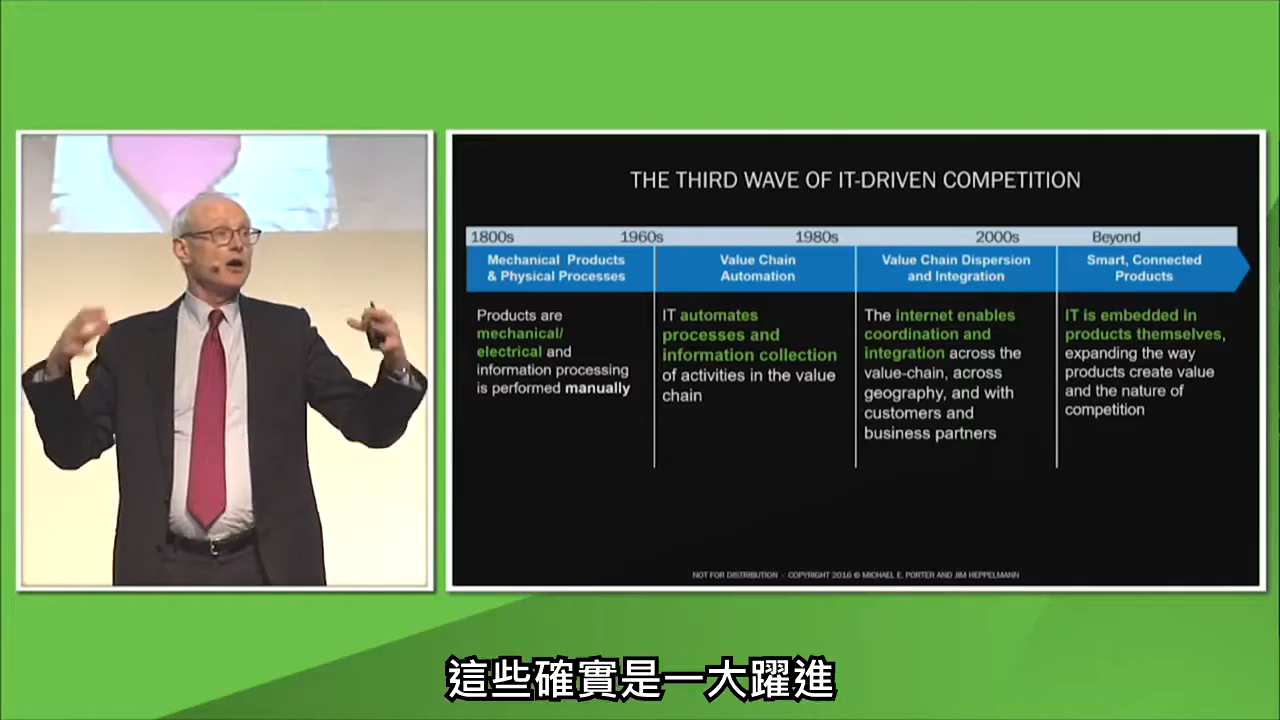 THE THIRD WAVE OF IT-DRIVEN COMPETITION
1800s 1960s 1980s 2000s Beyond
Mechanical Products
& Physical Processes
Value Chain
Automation
Value Chain Dispersion
and Integration
Smart, Connected
Products
Products are
mechanical/
electrical and
information processing
is performed manually
IT automates
processes and
information collection
of activities in the value
chain
The internet enables
coordination and
integration across the
value-chain, across
geography, and with
customers and
business partners
IT is embedded in
products themselves,
expanding the way
products create value
and the nature of
competition
NOT FOR DISTRIBUTION - COPYRIGHT 2016 © MICHAEL E. PORTER AND JIM HEPPELMANN
這些確實是一大躍進